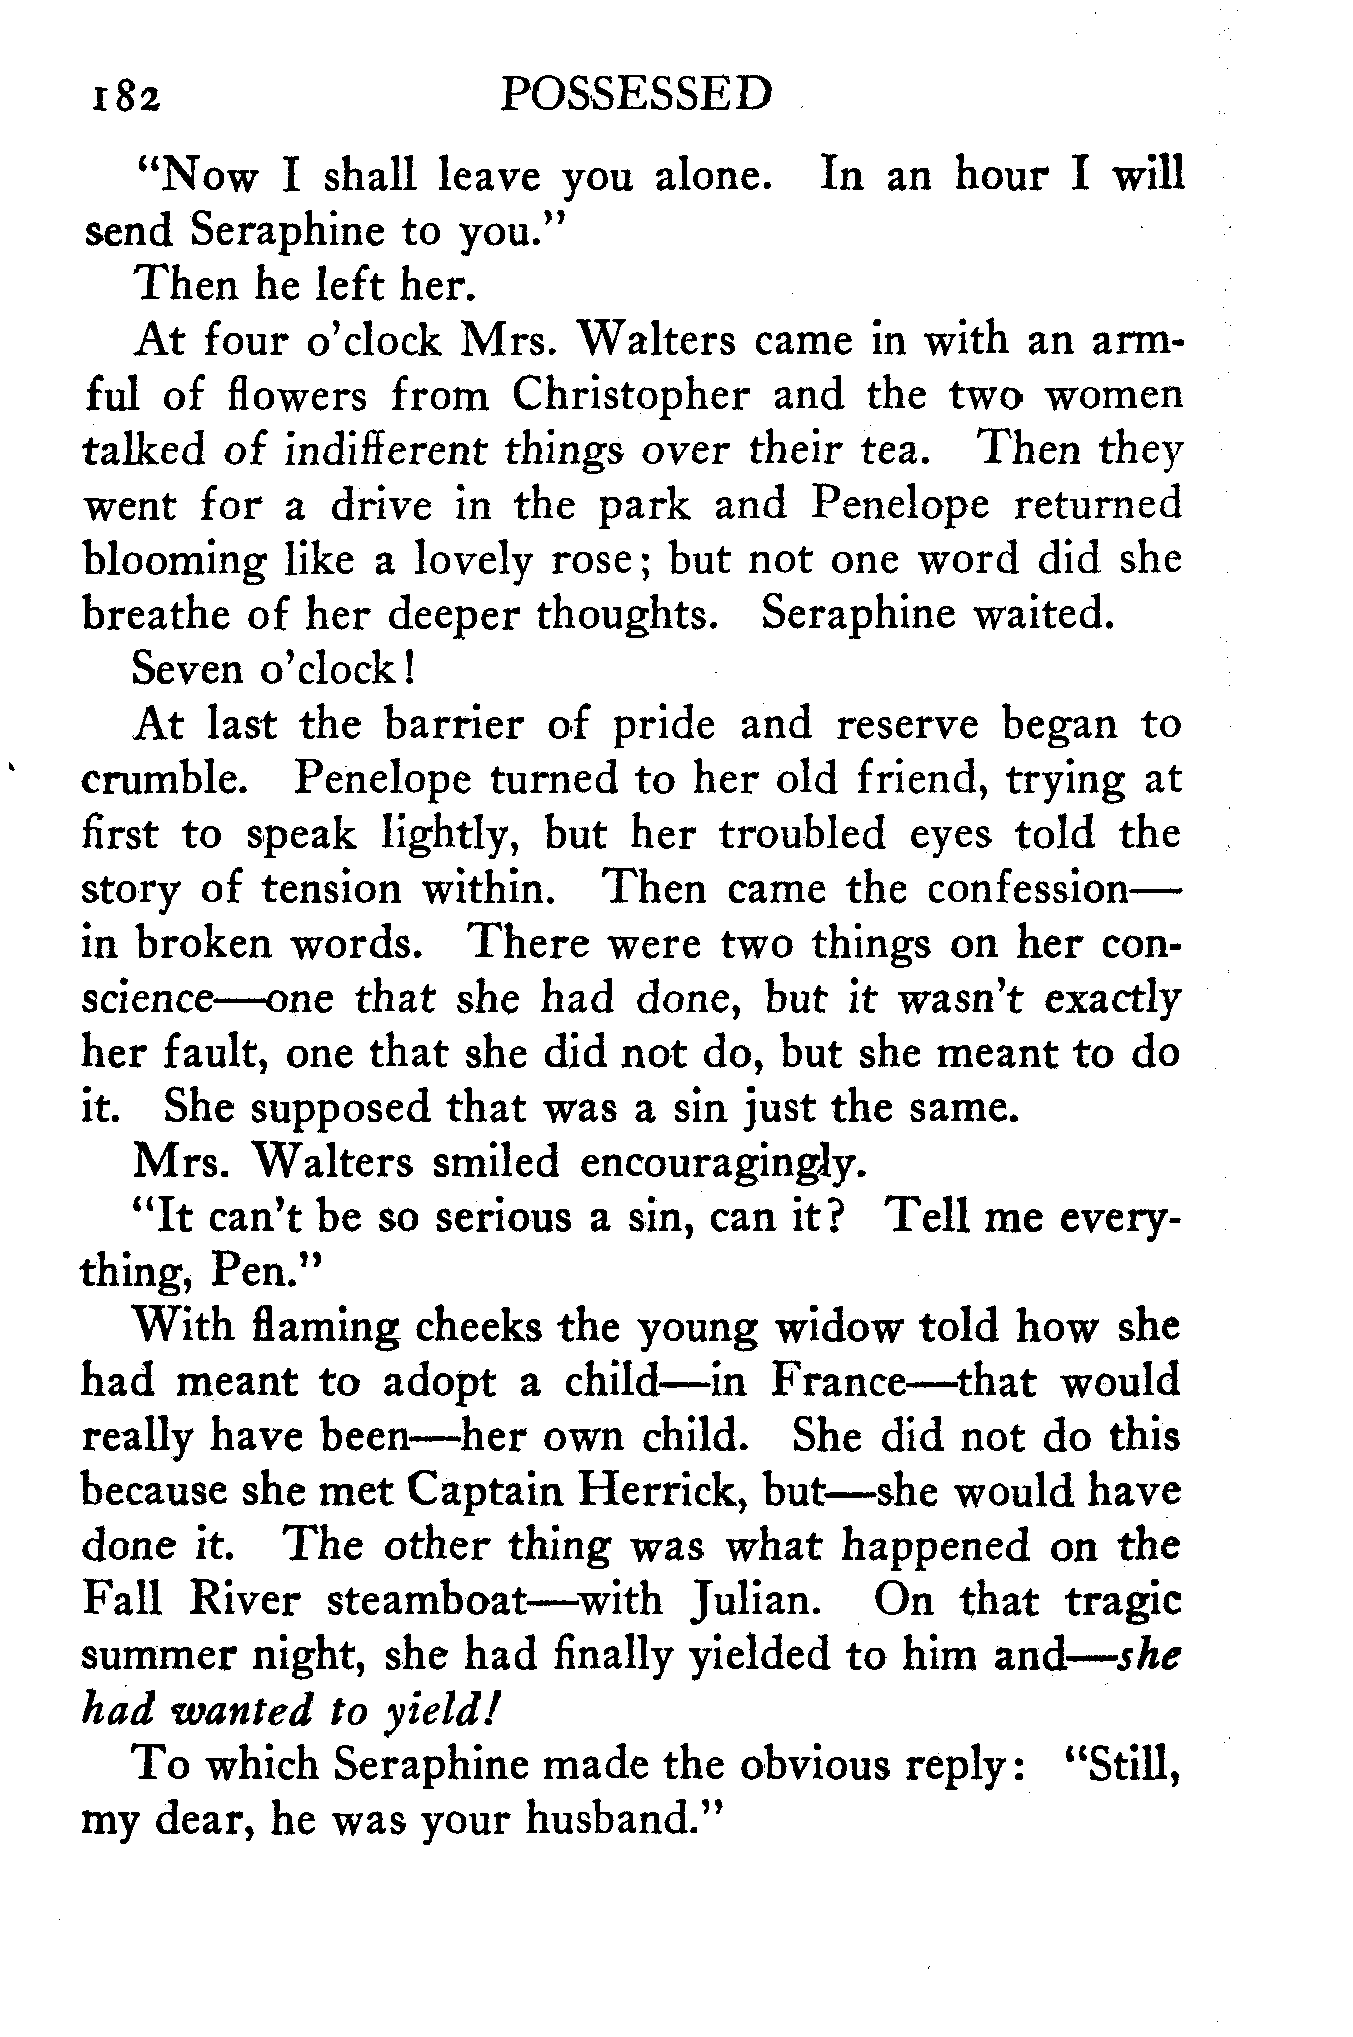 182 POSSESSED
“Now I shall leave you alone. In an hour I will
send Seraphine to you.”
Then he left her.
At four o’clock Mrs. Walters came in with an arm-
ful of flowers from Christopher and the two women
talked of indifferent things over their tea. Then they
went for a drive in the park and Penelope returned
blooming like a lovely rose; but not one word did she
breathe of her deeper thoughts. Seraphine waited.
Seven o’clock!
At last the barrier of pride and reserve began to
crumble. Penelope turned to her old friend, trying at
first to speak lightly, but her troubled eyes told the
story of tension within. Then came the confession—
in broken words. There were two things on her con-
science—one that she had done, but it wasn’t exactly
her fault, one that she did not do, but she meant to do
it. She supposed that was a sin just the same.
Mrs. Walters smiled encouragingly.
“It can’t be so serious a sin, can it? Tell me every-
thing, Pen.”
With flaming cheeks the young widow told how she
had meant to adopt a child—in France—that would
really have been—her own child. She did not do this
because she met Captain Herrick, but—she would have
done it. The other thing was what happened on the
Fall River steamboat—with Julian. On that tragic
summer night, she had finally yielded to him and—she
had wanted to yield!
To which Seraphine made the obvious reply: “Still,
my dear, he was your husband.”